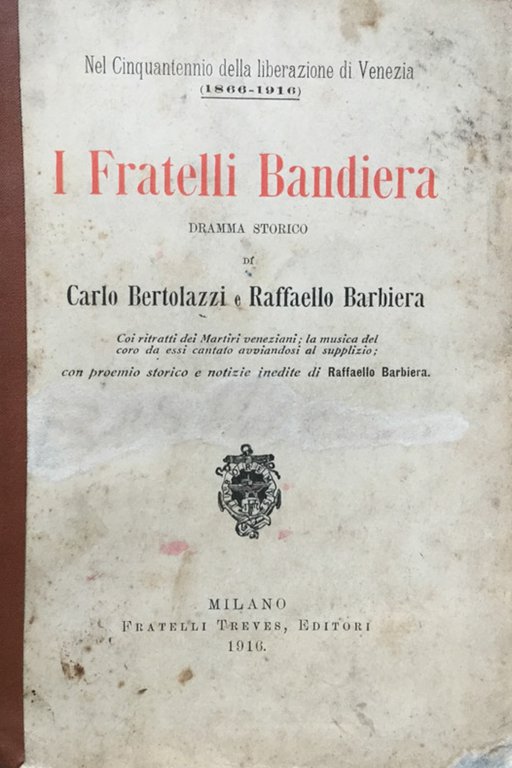 Nel Cinquantennio della liberazione di Venezia
(1866-1916)
I Fratelli Bandiera
DRAMMA STORICO
DI
Carlo Bertolazzi e Raffaello Barbiera
Coi ritratti dei Martiri veneziani; la musica del
coro da essi cantato avviandosi al supplizio;
con proemio storico e notizie inedite di Raffaello Barbiera.
MILANO
FRATELLI TREVES, EDITORI
1916.